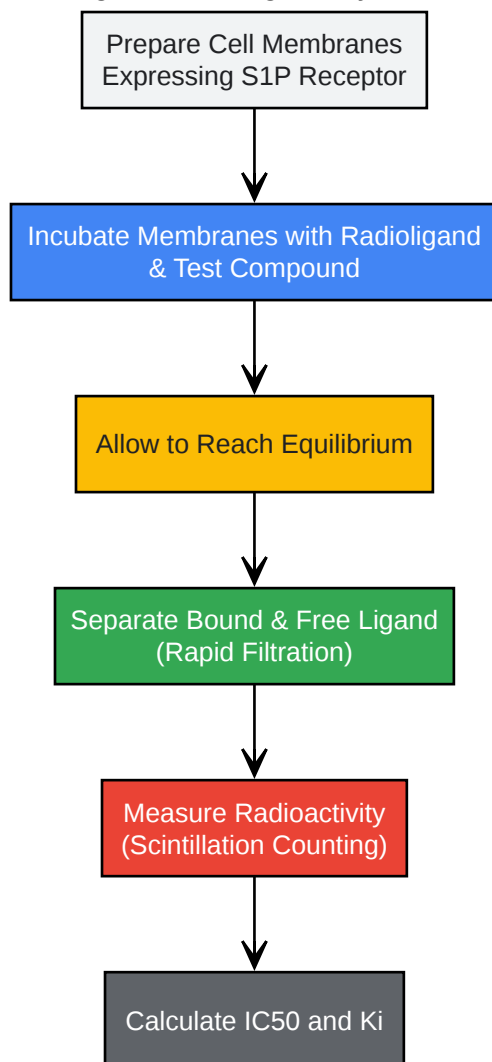 Prepare Cell Membranes
Expressing S1P Receptor
Incubate Membranes with Radioligand
& Test Compound
Allow to Reach Equilibrium
Separate Bound & Free Ligand
(Rapid Filtration)
Measure Radioactivity
(Scintillation Counting)
Calculate IC50 and Ki